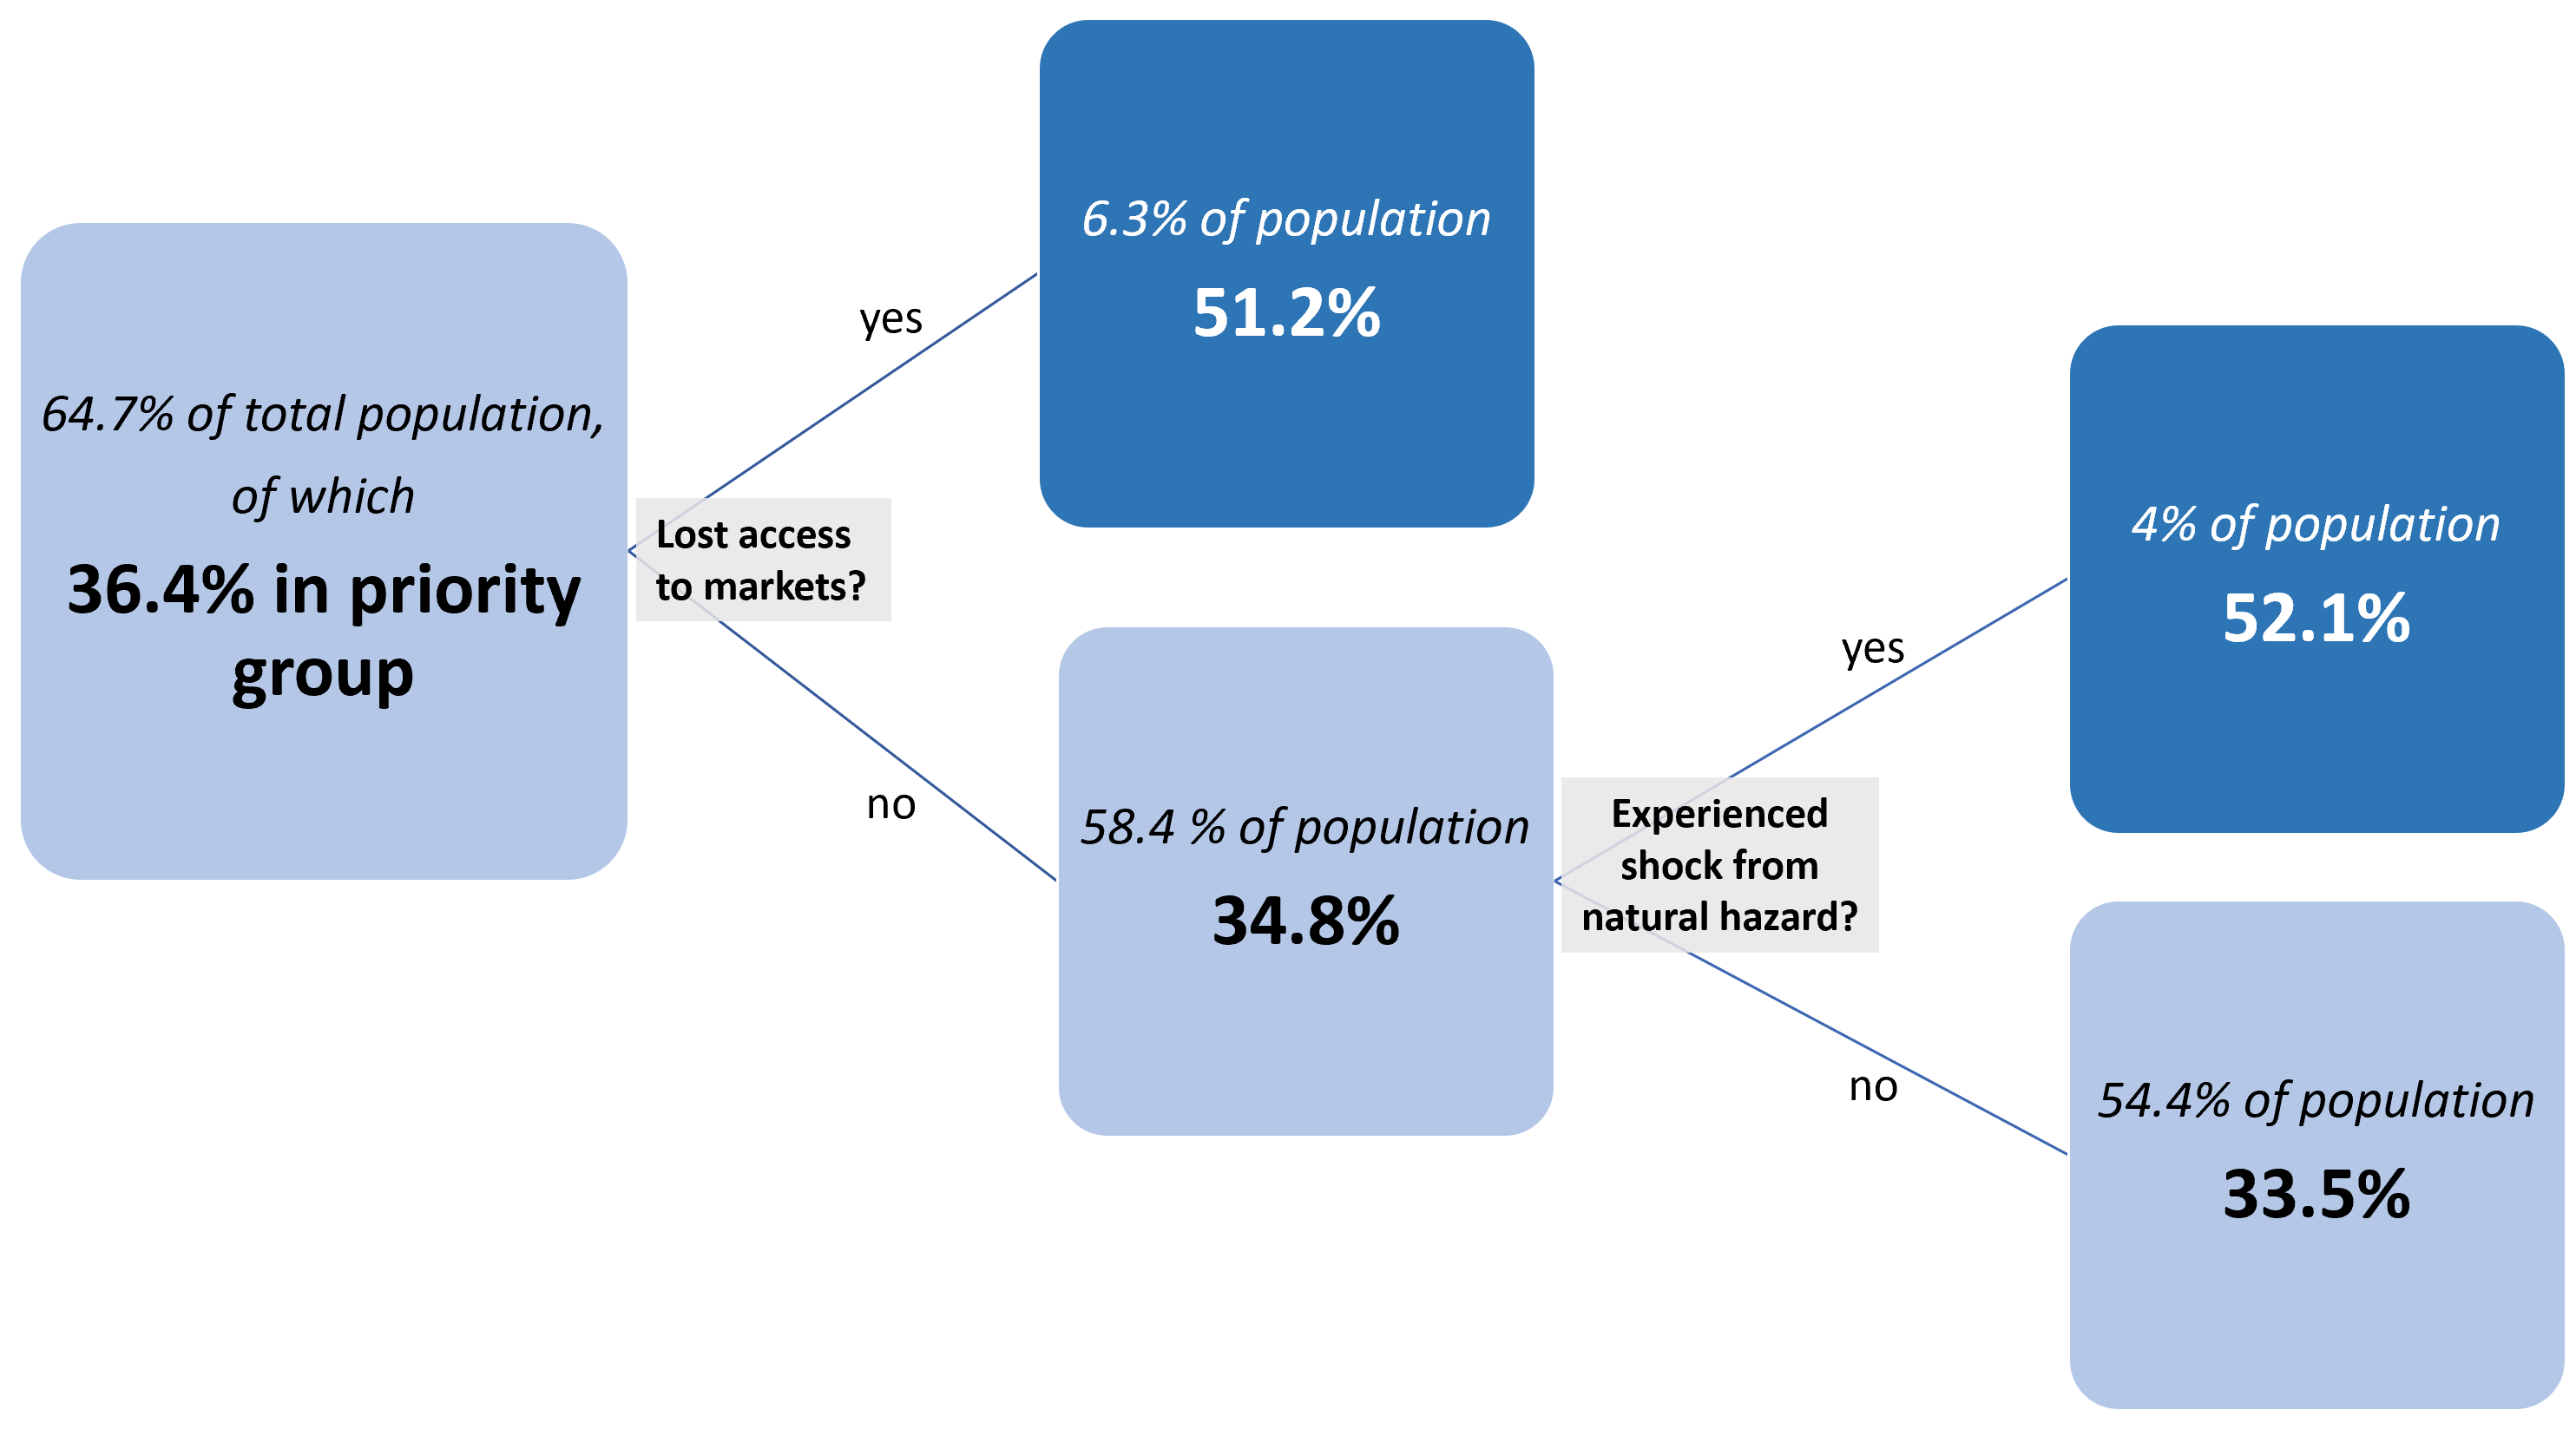 64.7% of total population,
of which
36.4% in priority
group
Lost access
to markets?
yes
no
6.3% of population
51.2%
58.4 % of population
34.8%
Experienced
shock from
natural hazard?
yes
no
4% of population
52.1%
54.4% of population
33.5%